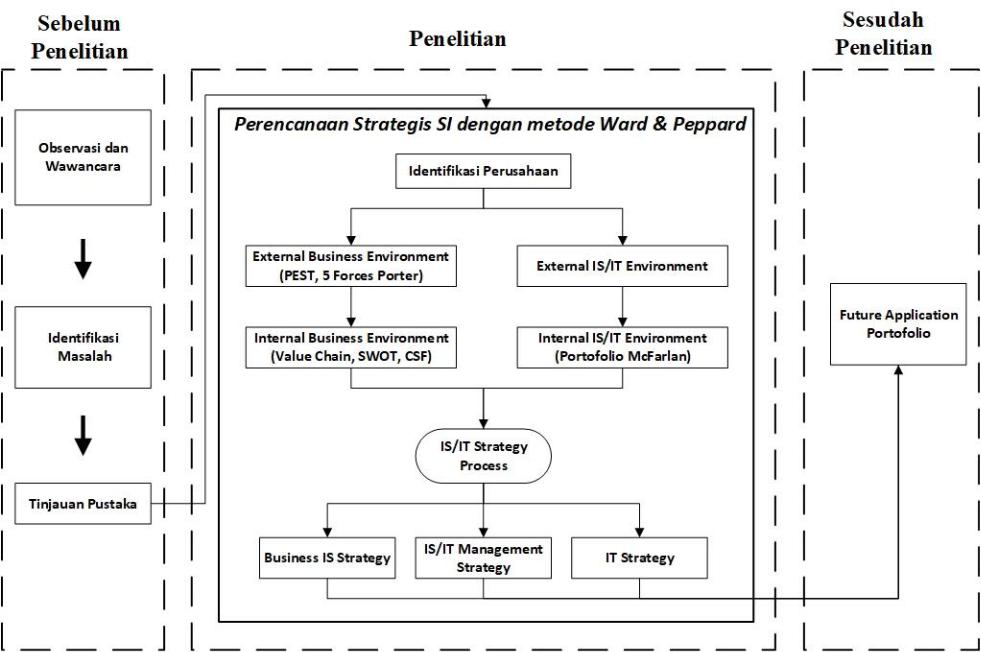 Sebelum
Penelitian
Observasi dan
Wawancara
Identifikasi
Masalah
Tinjauan Pustaka
Penelitian
Perencanaan Strategis SI dengan metode Ward & Peppard
Identifikasi Perusahaan
External Business Environment
(PEST, 5 Forces Porter)
External IS/IT Environment
Internal Business Environment
(Value Chain, SWOT, CSF)
Internal IS/IT Environment
(Portofolio McFarlan)
IS/IT Strategy
Process
Business IS Strategy
IS/IT Management
Strategy
IT Strategy
Sesudah
Penelitian
Future Application
Portofolio